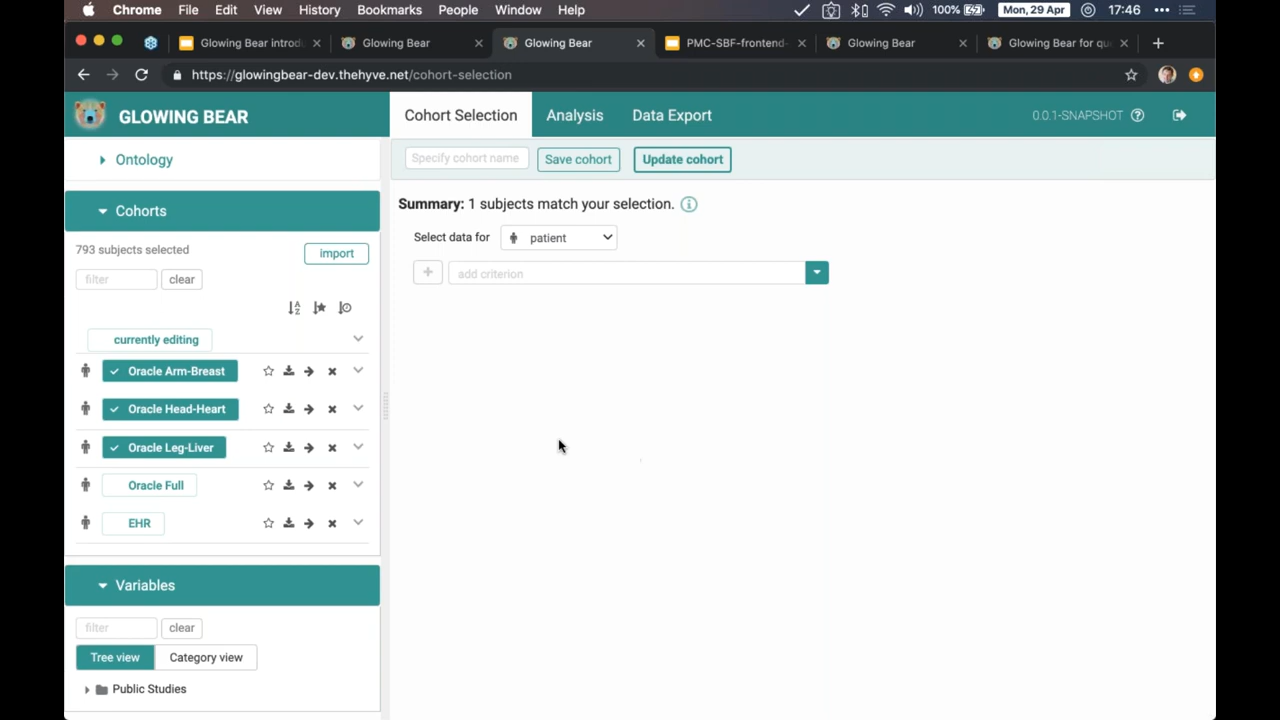 Chrome File Edit View History Bookmarks People Window Help 100% Mon, 29 Apr 17:46
Glowing Bear introd Glowing Bear Glowing Bear PMC-SBF-frontend- Glowing Bear Glowing Bear for qu
https://glowingbear-dev.thehyve.net/cohort-selection
GLOWING BEAR Cohort Selection Analysis Data Export 0.0.1-SNAPSHOT
Ontology
Specify cohort name Save cohort Update cohort
Cohorts
Summary: 1 subjects match your selection.
793 subjects selected
import
Select data for patient
filter clear
add criterion
currently editing
Oracle Arm-Breast
Oracle Head-Heart
Oracle Leg-Liver
Oracle Full
EHR
Variables
filter clear
Tree view Category view
Public Studies